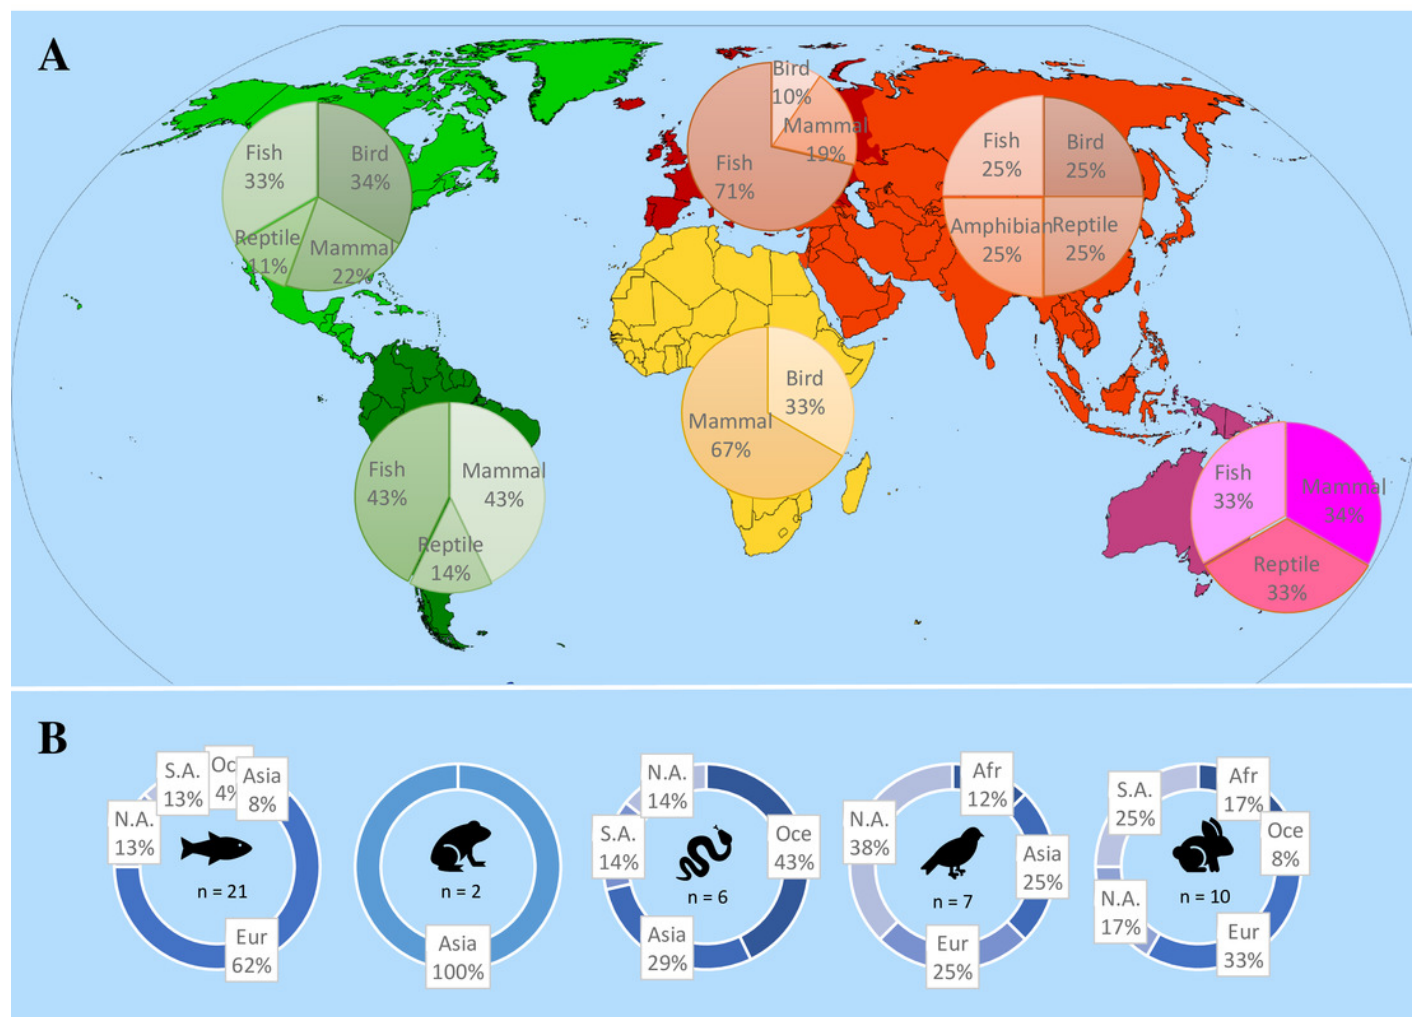 A
Fish
33%
Bird
34%
Reptile
11%
Mammal
22%
Bird
10%
Mammal
19%
Fish
71%
Fish
25%
Bird
25%
Amphibian
25%
Reptile
25%
Bird
33%
Mammal
67%
Fish
43%
Mammal
43%
Reptile
14%
Fish
33%
Mammal
34%
Reptile
33%
B
N.A.
13%
S.A.
13%
4%
Asia
8%
n = 21
Eur
62%
n = 2
Asia
100%
N.A.
14%
S.A.
14%
Oce
43%
n = 6
Asia
29%
Afr
12%
N.A.
38%
Asia
25%
n = 7
Eur
25%
S.A.
25%
Afr
17%
Oce
8%
n = 10
N.A.
17%
Eur
33%